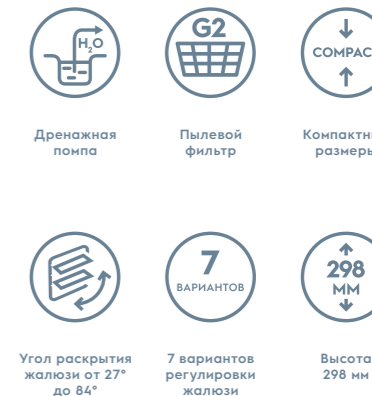 H₂O
G2
COMPAC
Дренажная
помпа
Пылевой
фильтр
Компактн
размеры
7
ВАРИАНТОВ
298
ММ
Угол раскрытия
жалюзи от 27°
до 84°
7 вариантов
регулировки
жалюзи
Высота
298 мм